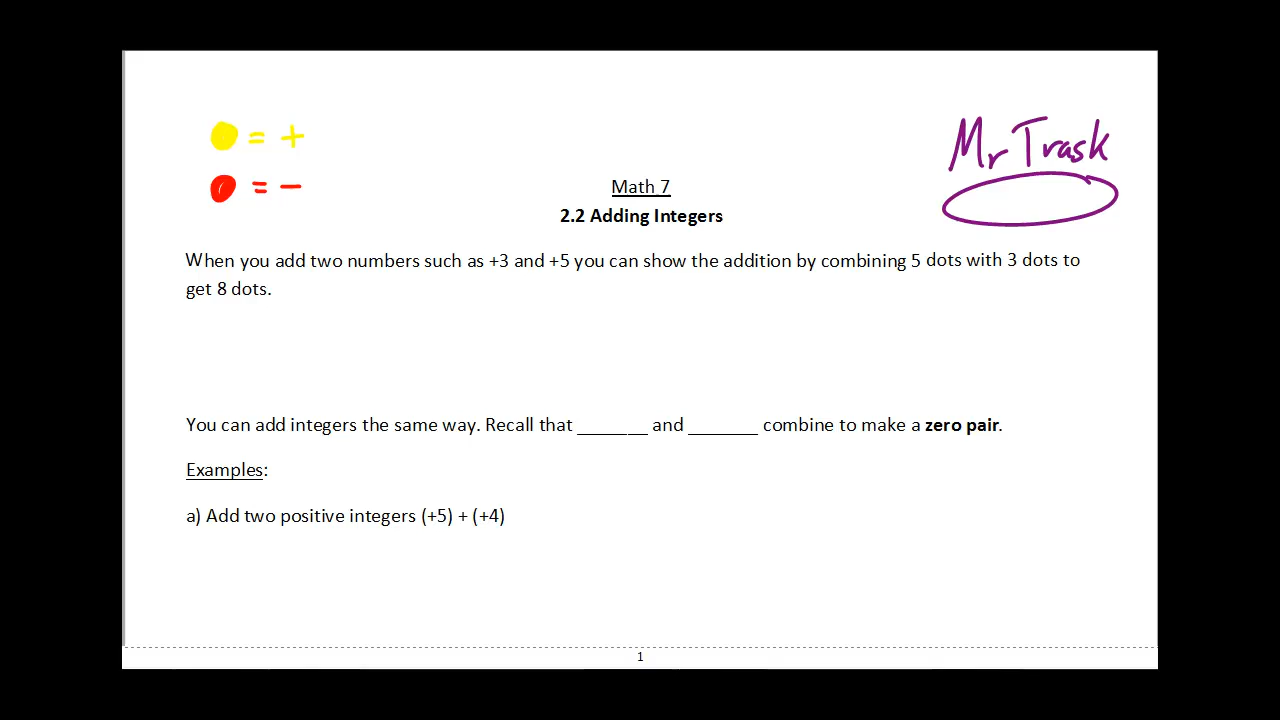 = +
= -
Mr Trask
Math 7
2.2 Adding Integers
When you add two numbers such as +3 and +5 you can show the addition by combining 5 dots with 3 dots to
get 8 dots.
You can add integers the same way. Recall that _______ and _______ combine to make a zero pair.
Examples:
a) Add two positive integers (+5) + (+4)
1